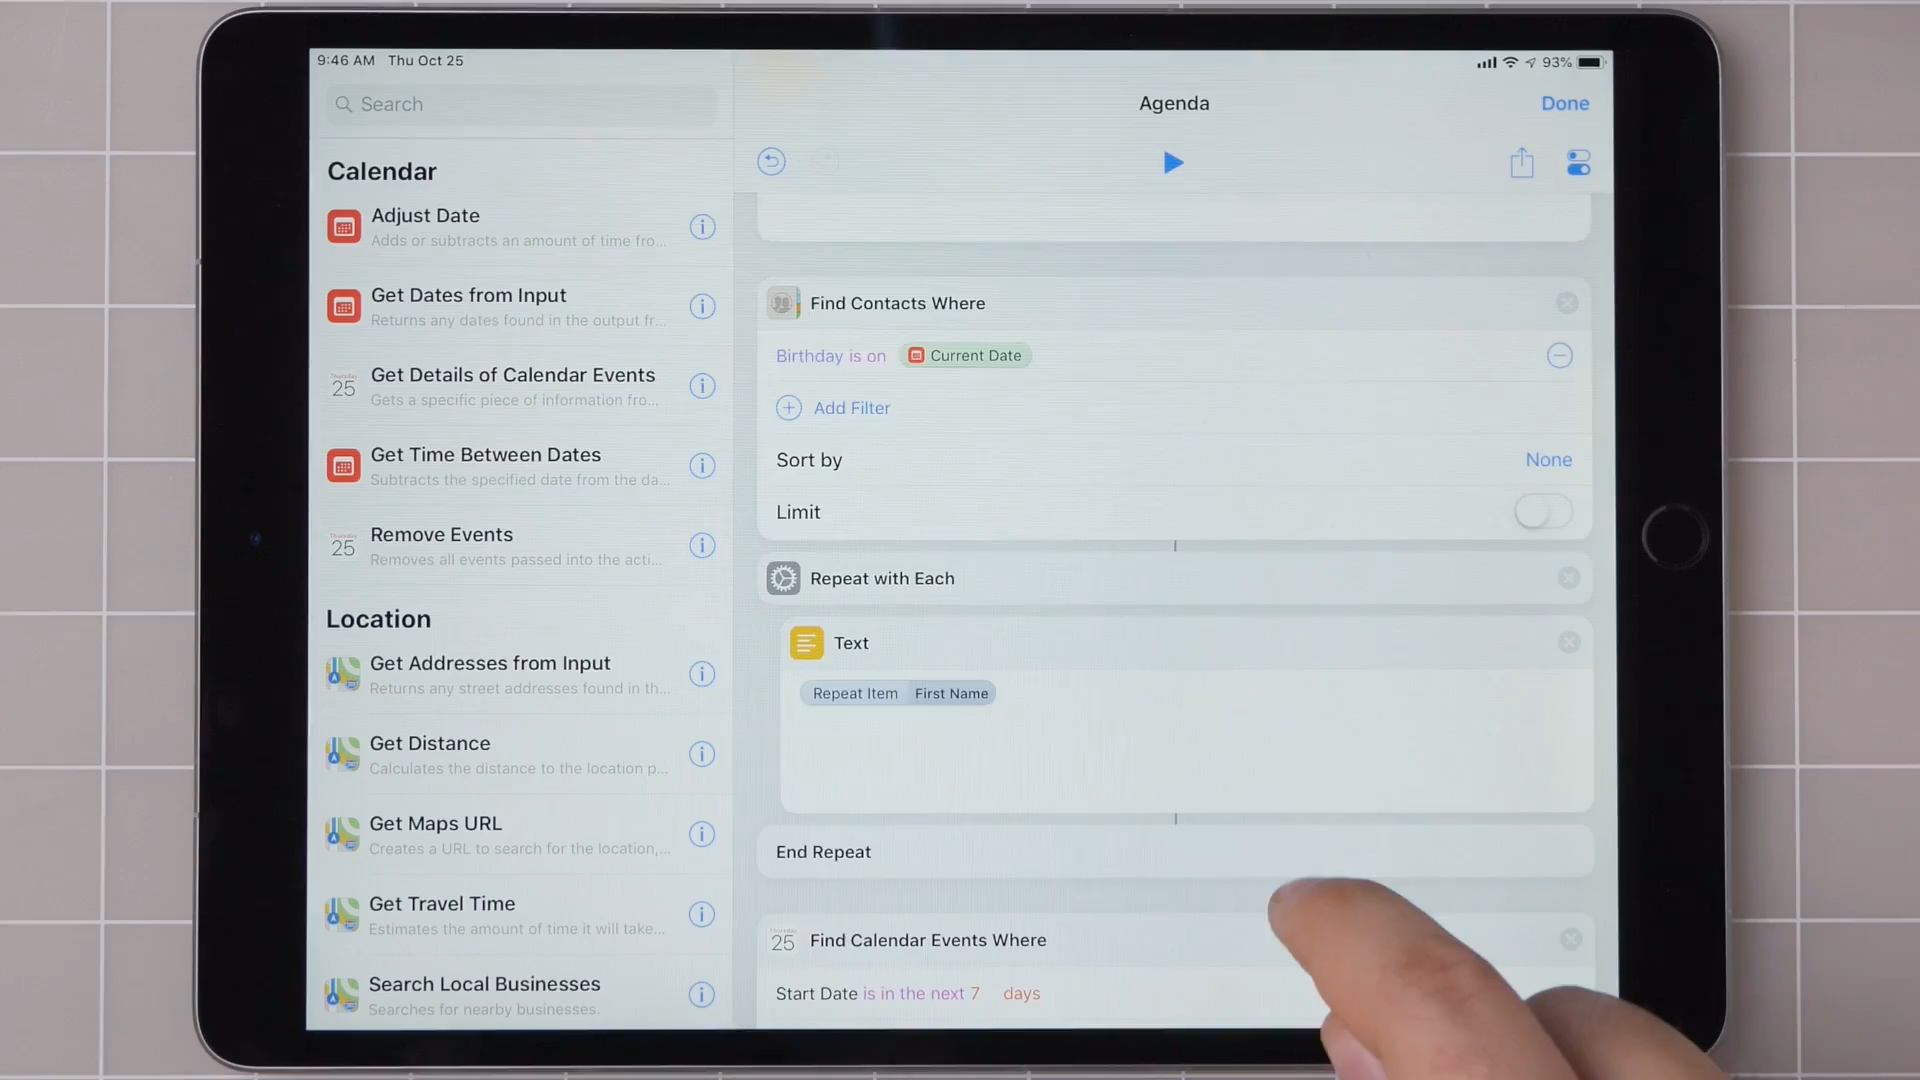 9:46 AM Thu Oct 25
93%
Search
Calendar
Adjust Date
Adds or subtracts an amount of time fro...
Get Dates from Input
Returns any dates found in the output fr...
25
Get Details of Calendar Events
Gets a specific piece of information fro...
Get Time Between Dates
Subtracts the specified date from the da...
25
Remove Events
Removes all events passed into the acti...
Location
Get Addresses from Input
Returns any street addresses found in th...
Get Distance
Calculates the distance to the location p...
Get Maps URL
Creates a URL to search for the location,...
Get Travel Time
Estimates the amount of time it will take...
Search Local Businesses
Searches for nearby businesses.
Agenda
Done
Find Contacts Where
Birthday is on Current Date
Add Filter
Sort by None
Limit
Repeat with Each
Text
Repeat Item First Name
End Repeat
25
Find Calendar Events Where
Start Date is in the next 7 days